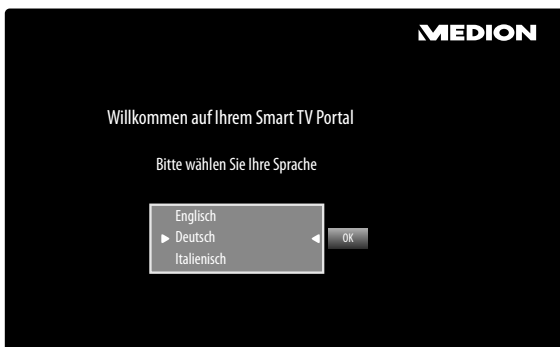 MEDION
Willkommen auf Ihrem Smart TV Portal
Bitte wählen Sie Ihre Sprache
Englisch
Deutsch OK
Italienisch